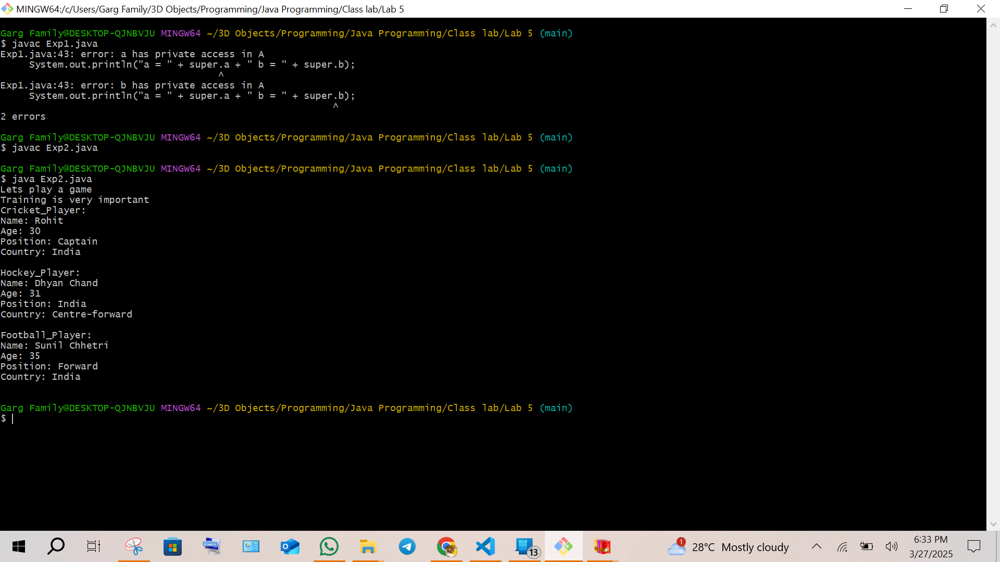 MINGW64:/c/Users/Garg Family/3D Objects/Programming/Java Programming/Class lab/Lab 5
Garg Family@DESKTOP-QJNBVJU MINGW64 ~/3D Objects/Programming/Java Programming/Class lab/Lab 5 (main)
$ javac Exp1.java
Exp1.java:43: error: a has private access in A
     System.out.println("a = " + super.a + " b = " + super.b);
                                      ^
Exp1.java:43: error: b has private access in A
     System.out.println("a = " + super.a + " b = " + super.b);
                                                          ^
2 errors
Garg Family@DESKTOP-QJNBVJU MINGW64 ~/3D Objects/Programming/Java Programming/Class lab/Lab 5 (main)
$ javac Exp2.java
Garg Family@DESKTOP-QJNBVJU MINGW64 ~/3D Objects/Programming/Java Programming/Class lab/Lab 5 (main)
$ java Exp2.java
Lets play a game
Training is very important
Cricket_Player:
Name: Rohit
Age: 30
Position: Captain
Country: India
Hockey_Player:
Name: Dhyan Chand
Age: 31
Position: India
Country: Centre-forward
Football_Player:
Name: Sunil Chhetri
Age: 35
Position: Forward
Country: India
Garg Family@DESKTOP-QJNBVJU MINGW64 ~/3D Objects/Programming/Java Programming/Class lab/Lab 5 (main)
$
13
1
28°C Mostly cloudy
6:33 PM
3/27/2025